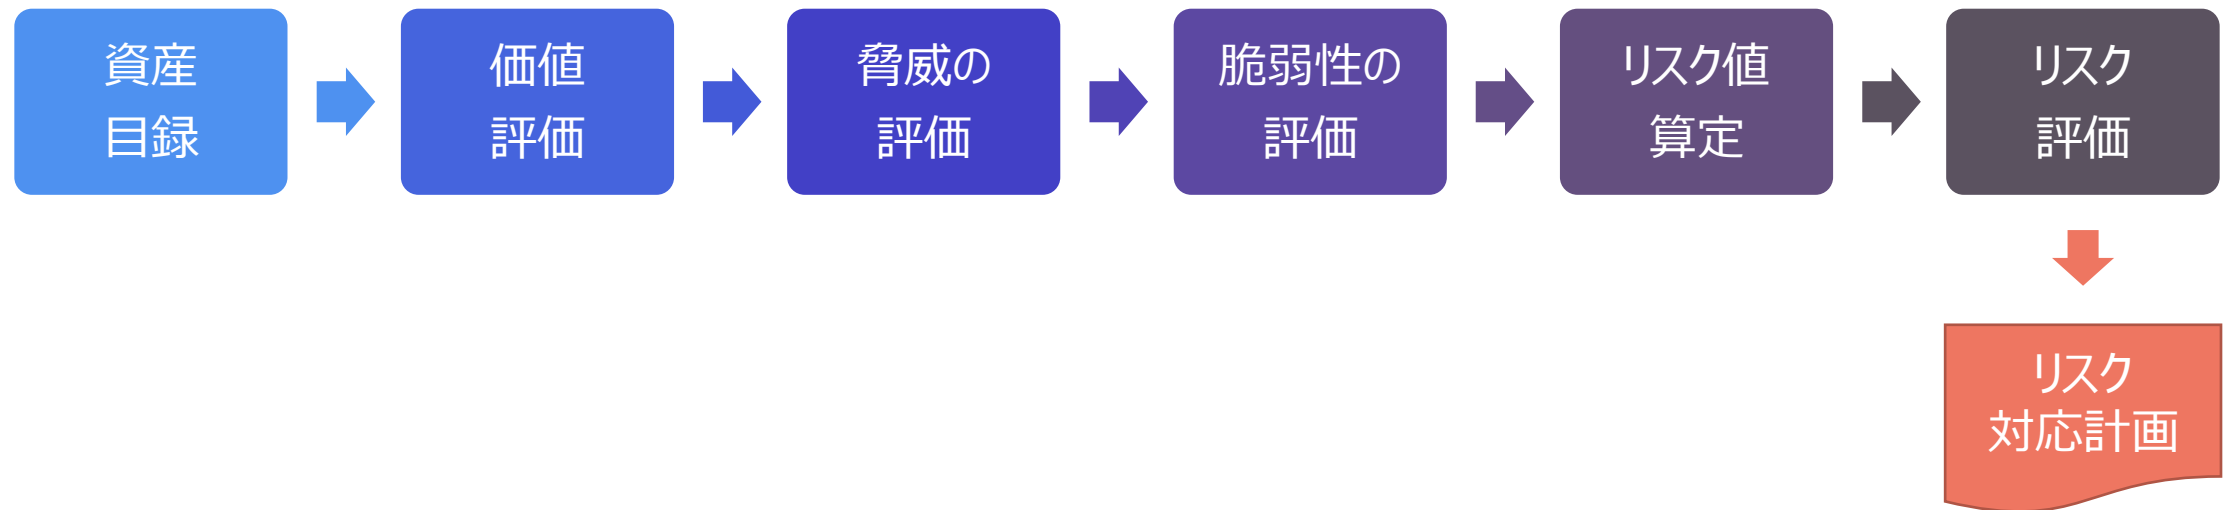 資産
目録
価値
評価
脅威の
評価
脆弱性の
評価
リスク値
算定
リスク
評価
リスク
対応計画